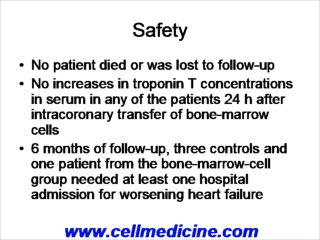 Safety
• No patient died or was lost to follow-up
• No increases in troponin T concentrations
in serum in any of the patients 24 h after
intracoronary transfer of bone-marrow
cells
• 6 months of follow-up, three controls and
one patient from the bone-marrow-cell
group needed at least one hospital
admission for worsening heart failure
www.cellmedicine.com